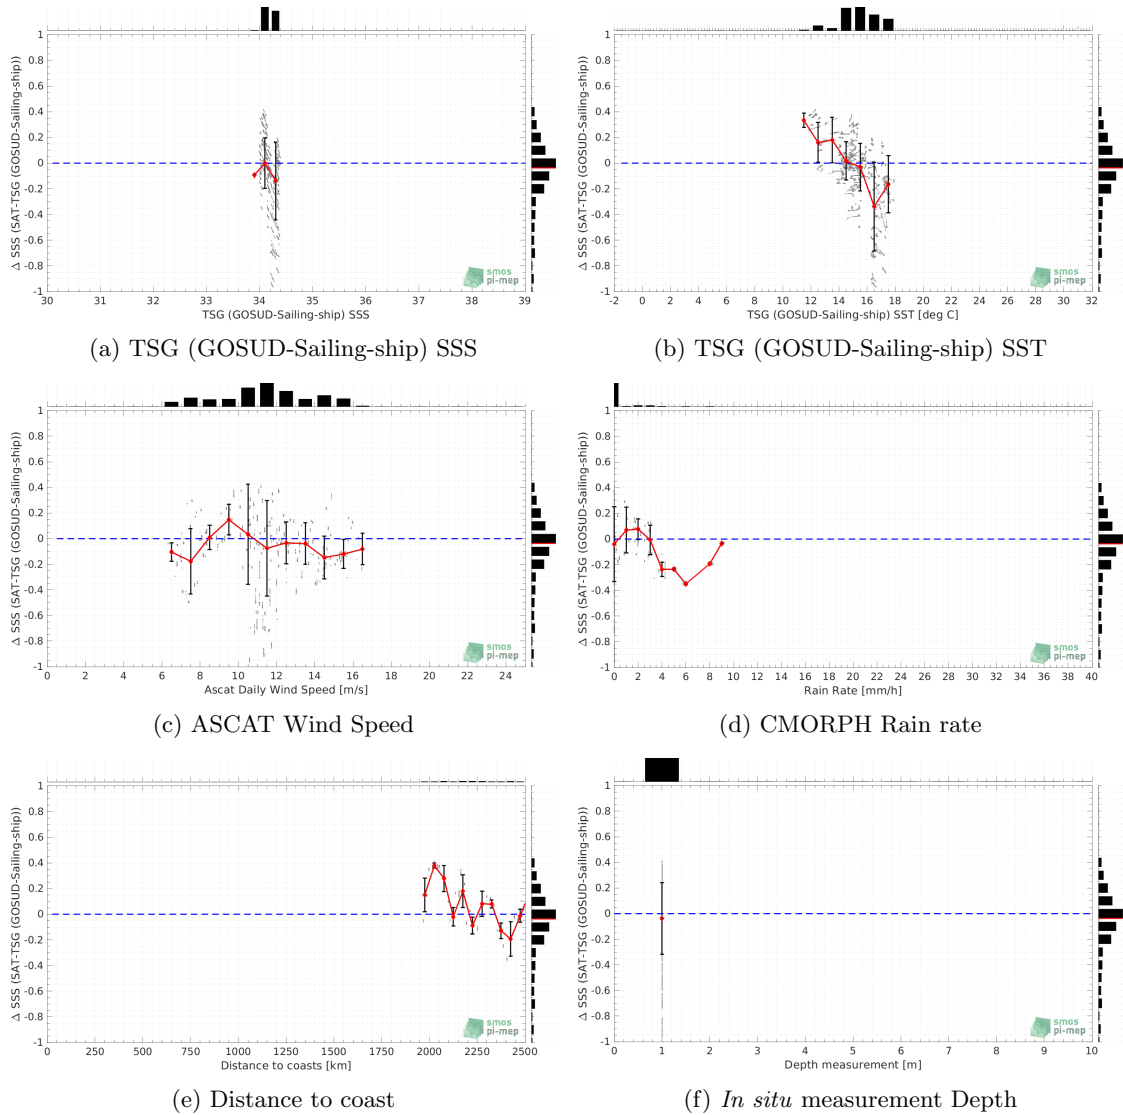 1
0.8
0.6
0.4
0.2
0
-0.2
-0.4
-0.6
-0.8
-1
Δ SSS (SAT-TSG (GOSUD-Sailing-ship))
30 31 32 33 34 35 36 37 38 39
TSG (GOSUD-Sailing-ship) SSS
smos
pi-mep
(a) TSG (GOSUD-Sailing-ship) SSS
1
0.8
0.6
0.4
0.2
0
-0.2
-0.4
-0.6
-0.8
-1
Δ SSS (SAT-TSG (GOSUD-Sailing-ship))
-2 0 2 4 6 8 10 12 14 16 18 20 22 24 26 28 30 32
TSG (GOSUD-Sailing-ship) SST [deg C]
smos
pi-mep
(b) TSG (GOSUD-Sailing-ship) SST
1
0.8
0.6
0.4
0.2
0
-0.2
-0.4
-0.6
-0.8
-1
Δ SSS (SAT-TSG (GOSUD-Sailing-ship))
0 2 4 6 8 10 12 14 16 18 20 22 24
Ascat Daily Wind Speed [m/s]
smos
pi-mep
(c) ASCAT Wind Speed
1
0.8
0.6
0.4
0.2
0
-0.2
-0.4
-0.6
-0.8
-1
Δ SSS (SAT-TSG (GOSUD-Sailing-ship))
0 2 4 6 8 10 12 14 16 18 20 22 24 26 28 30 32 34 36 38 40
Rain Rate [mm/h]
smos
pi-mep
(d) CMORPH Rain rate
1
0.8
0.6
0.4
0.2
0
-0.2
-0.4
-0.6
-0.8
-1
Δ SSS (SAT-TSG (GOSUD-Sailing-ship))
0 250 500 750 1000 1250 1500 1750 2000 2250 2500
Distance to coasts [km]
smos
pi-mep
(e) Distance to coast
1
0.8
0.6
0.4
0.2
0
-0.2
-0.4
-0.6
-0.8
-1
Δ SSS (SAT-TSG (GOSUD-Sailing-ship))
0 1 2 3 4 5 6 7 8 9 10
Depth measurement [m]
smos
pi-mep
(f) In situ measurement Depth